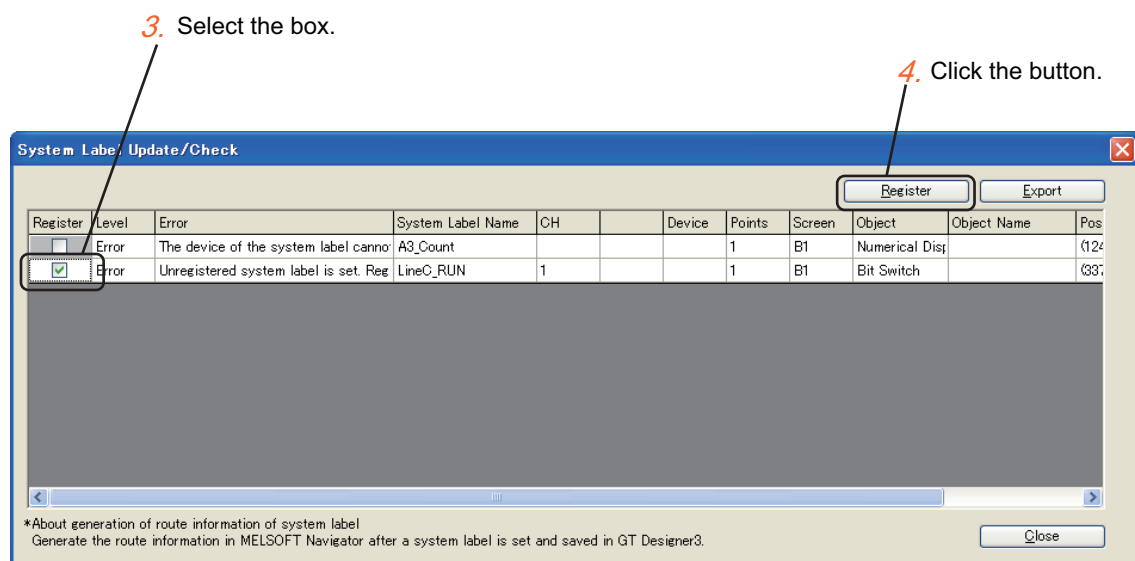 3. Select the box.
4. Click the button.
System Label Update/Check
Register Export
Register Level Error System Label Name CH Device Points Screen Object Object Name Pos
Error The device of the system label canno A3_Count 1 B1 Numerical Disp (124
Error Unregistered system label is set. Reg LineC_RUN 1 1 B1 Bit Switch (337
*About generation of route information of system label
Generate the route information in MELSOFT Navigator after a system label is set and saved in GT Designer3.
Close